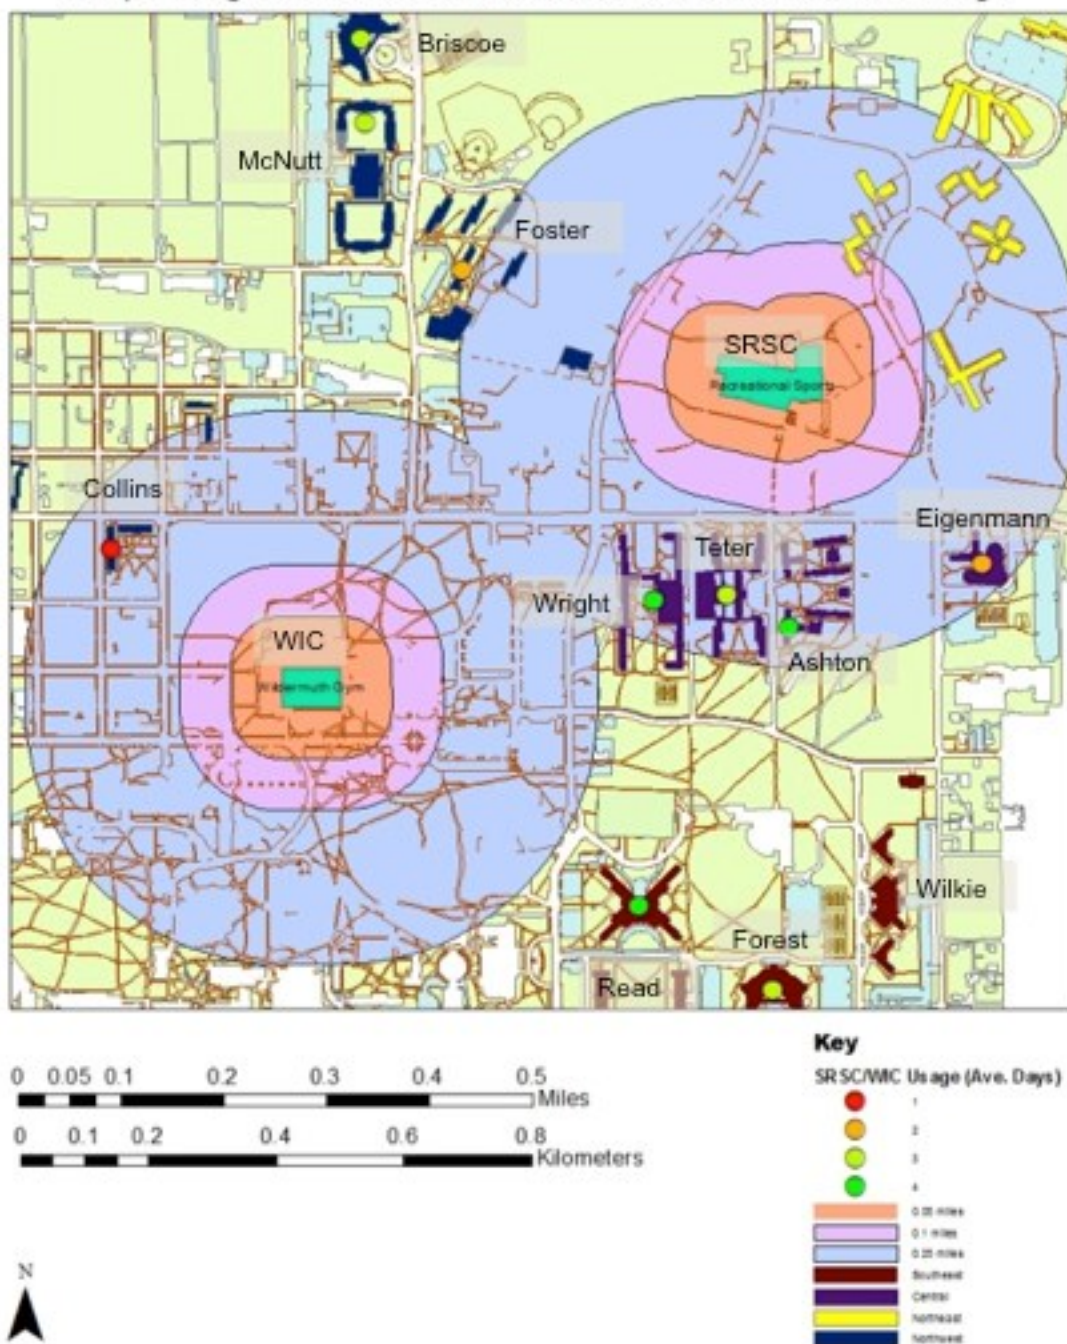 Briscoe
McNutt
Foster
SRSC
Recreational Sports
Collins
Eigenmann
Teter
Wright
WIC
Wildermuth Gym
Ashton
Wilkie
Forest
Read
0 0.05 0.1 0.2 0.3 0.4 0.5
Miles
0 0.1 0.2 0.4 0.6 0.8
Kilometers
N
Key
SRSC/WIC Usage (Ave. Days)
1
2
3
4
0.05 miles
0.1 miles
0.25 miles
Southeast
Central
Northeast
Northwest